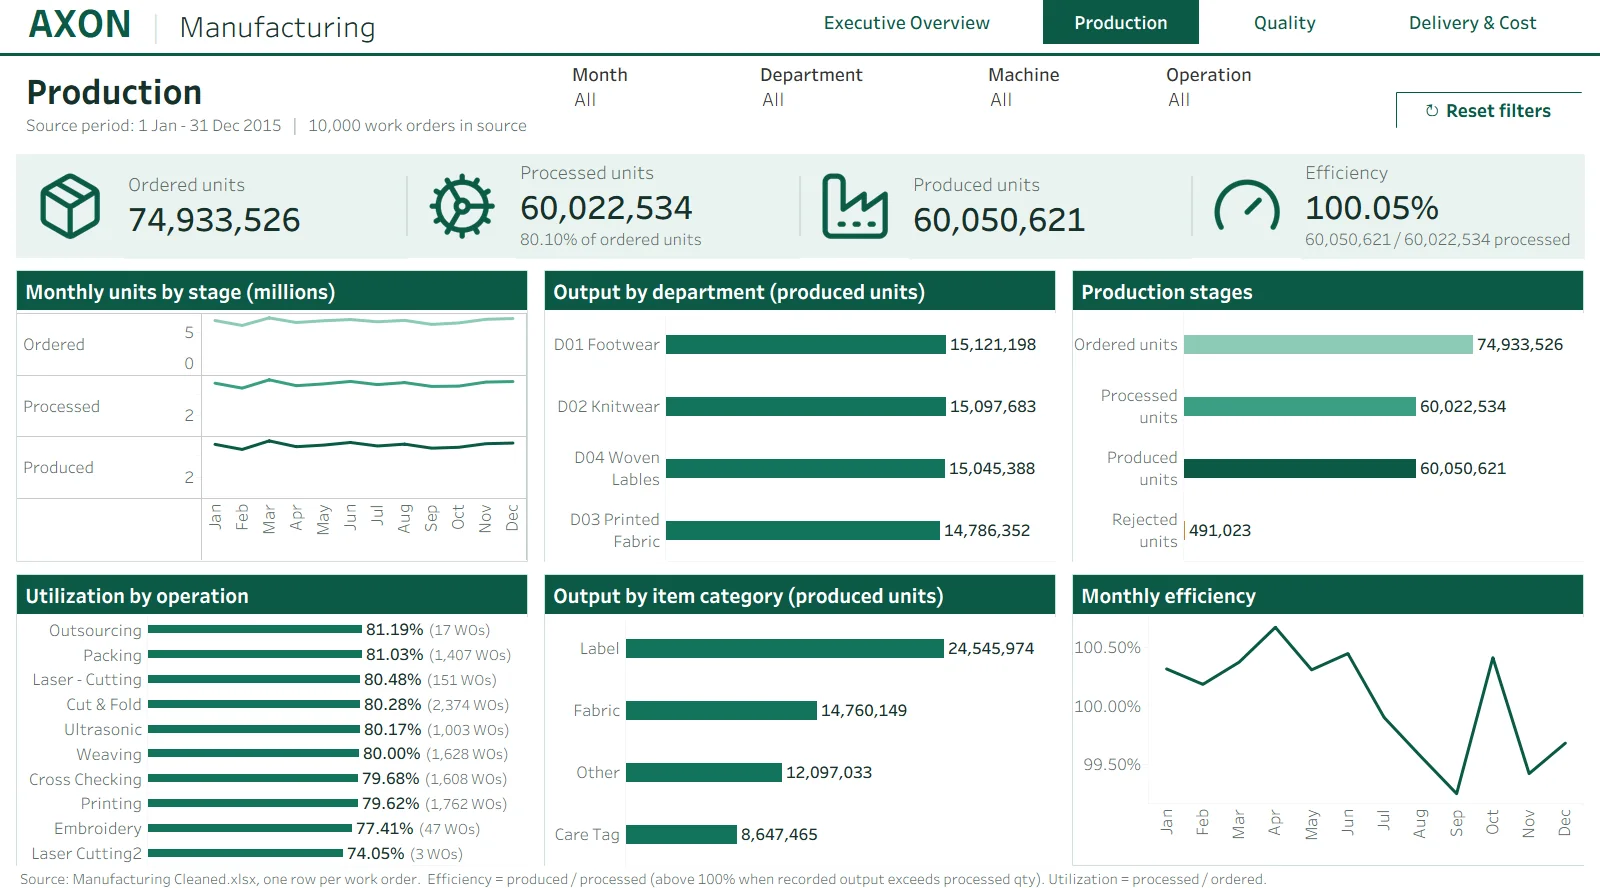 AXON
Manufacturing
Executive Overview
Production
Quality
Delivery & Cost
Production
Source period: 1 Jan - 31 Dec 2015 | 10,000 work orders in source
Month
All
Department
All
Machine
All
Operation
All
↻ Reset filters
Ordered units
74,933,526
Processed units
60,022,534
80.10% of ordered units
Produced units
60,050,621
Efficiency
100.05%
60,050,621 / 60,022,534 processed
Monthly units by stage (millions)
Ordered
5
0
Processed
2
Produced
2
Jan
Feb
Mar
Apr
May
Jun
Jul
Aug
Sep
Oct
Nov
Dec
Output by department (produced units)
D01 Footwear 15,121,198
D02 Knitwear 15,097,683
D04 Woven
Lables
15,045,388
D03 Printed
Fabric
14,786,352
Production stages
Ordered units 74,933,526
Processed
units
60,022,534
Produced
units
60,050,621
Rejected
units
491,023
Utilization by operation
Outsourcing 81.19% (17 WOs)
Packing 81.03% (1,407 WOs)
Laser - Cutting 80.48% (151 WOs)
Cut & Fold 80.28% (2,374 WOs)
Ultrasonic 80.17% (1,003 WOs)
Weaving 80.00% (1,628 WOs)
Cross Checking 79.68% (1,608 WOs)
Printing 79.62% (1,762 WOs)
Embroidery 77.41% (47 WOs)
Laser Cutting2 74.05% (3 WOs)
Output by item category (produced units)
Label 24,545,974
Fabric 14,760,149
Other 12,097,033
Care Tag 8,647,465
Monthly efficiency
100.50%
100.00%
99.50%
Jan
Feb
Mar
Apr
May
Jun
Jul
Aug
Sep
Oct
Nov
Dec
Source: Manufacturing Cleaned.xlsx, one row per work order. Efficiency = produced / processed (above 100% when recorded output exceeds processed qty). Utilization = processed / ordered.